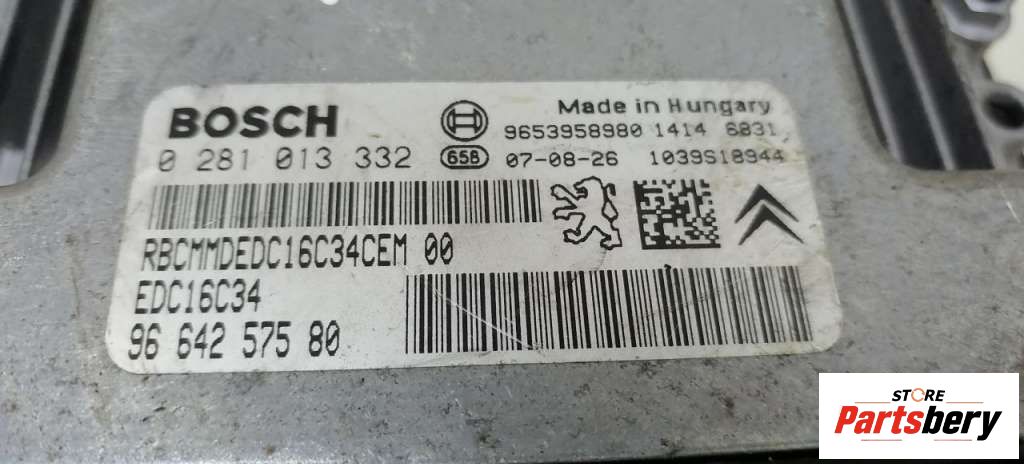 BOSCH
Made in Hungary
9653958980 1414 6831
0 281 013 332
656
07-08-26
1039S18944
RBCMMDEDC16C34CEM 00
EDC16C34
96 642 575 80
STORE
Partsbery